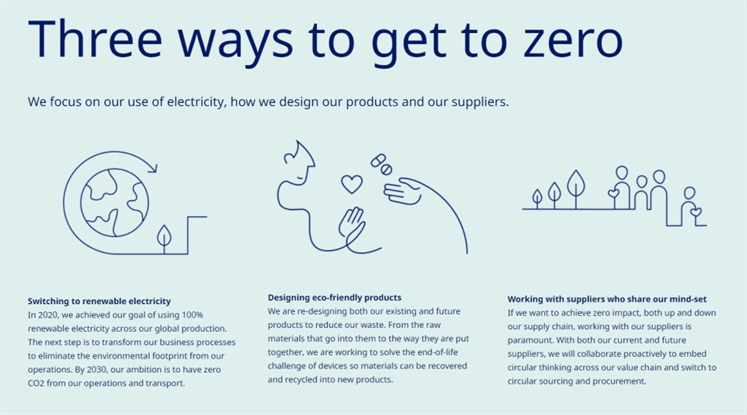 Three ways to get to zero
We focus on our use of electricity, how we design our products and our suppliers.
Switching to renewable electricity
In 2020, we achieved our goal of using 100%
renewable electricity across our global production.
The next step is to transform our business processes
to eliminate the environmental footprint from our
operations. By 2030, our ambition is to have zero
CO2 from our operations and transport.
Designing eco-friendly products
We are re-designing both our existing and future
products to reduce our waste. From the raw
materials that go into them to the way they are put
together, we are working to solve the end-of-life
challenge of devices so materials can be recovered
and recycled into new products.
Working with suppliers who share our mind-set
If we want to achieve zero impact, both up and down
our supply chain, working with our suppliers is
paramount. With both our current and future
suppliers, we will collaborate proactively to embed
circular thinking across our value chain and switch to
circular sourcing and procurement.